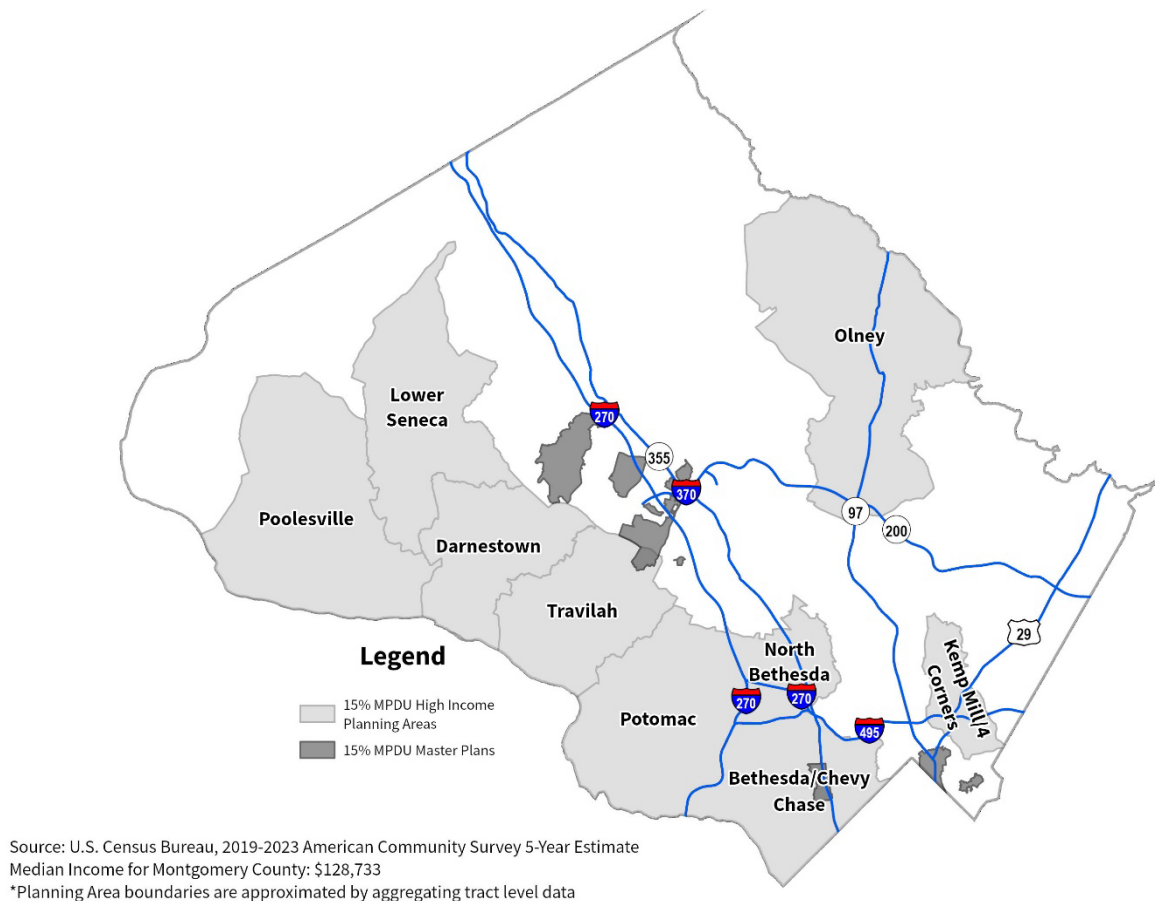 Olney
Lower
Seneca
270
355
370
Poolesville
97
200
Darnestown
Travilah
29
Legend
North
Bethesda
Kemp Mill/4
Corners
15% MPDU High Income
Planning Areas
270
270
Potomac
495
15% MPDU Master Plans
Bethesda/Chevy
Chase
Source: U.S. Census Bureau, 2019-2023 American Community Survey 5-Year Estimate
Median Income for Montgomery County: $128,733
*Planning Area boundaries are approximated by aggregating tract level data